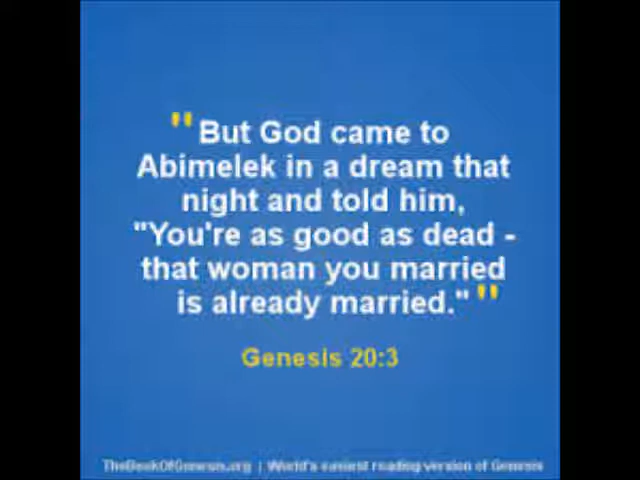 "But God came to
Abimelek in a dream that
night and told him,
"You're as good as dead -
that woman you married
is already married.""
Genesis 20:3
TheBookOfGenesis.org | World's easiest reading version of Genesis